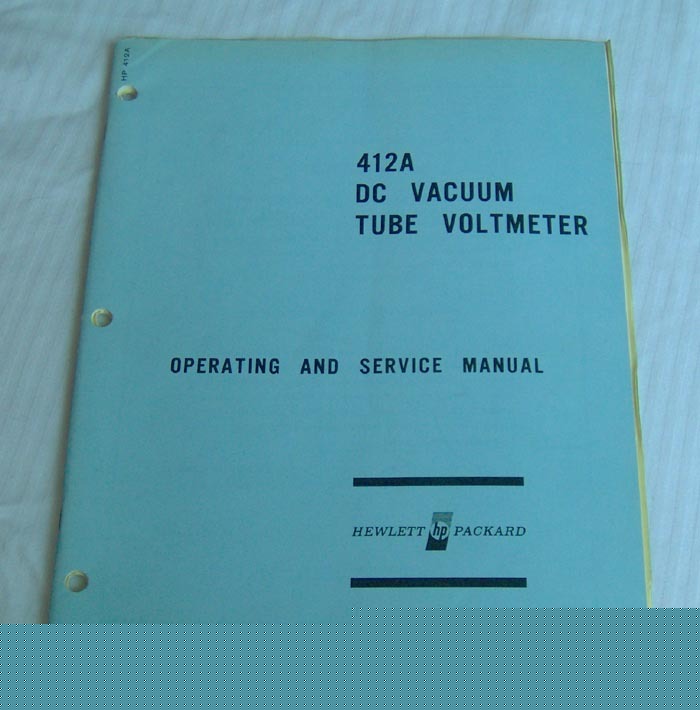 HP 412A
412A
DC VACUUM
TUBE VOLTMETER
OPERATING AND SERVICE MANUAL
HEWLETT hp PACKARD